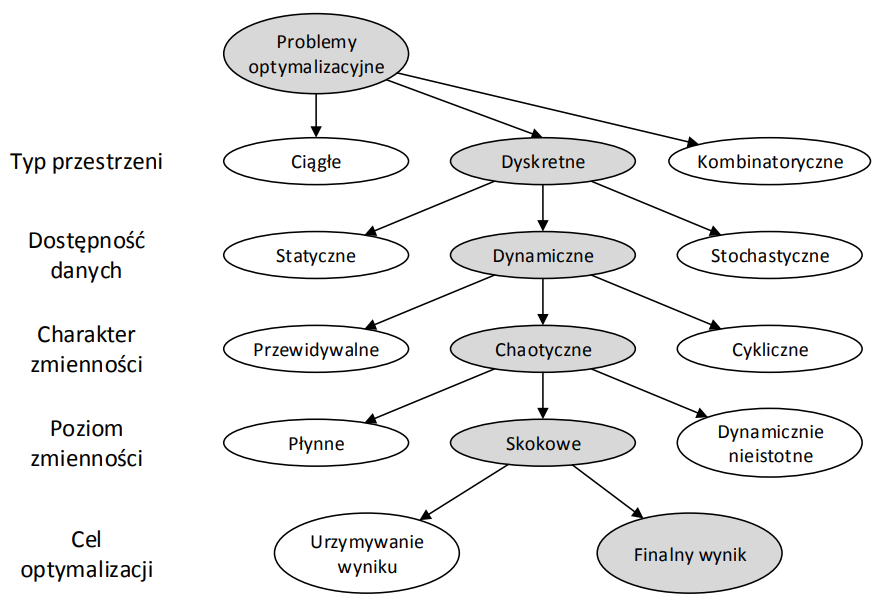 Problemy
optymalizacyjne
Typ przestrzeni
Ciągłe
Dyskretne
Kombinatoryczne
Dostępność
danych
Statyczne
Dynamiczne
Stochastyczne
Charakter
zmienności
Przewidywalne
Chaotyczne
Cykliczne
Poziom
zmienności
Płynne
Skokowe
Dynamicznie
nieistotne
Cel
optymalizacji
Urzymywanie
wyniku
Finalny wynik